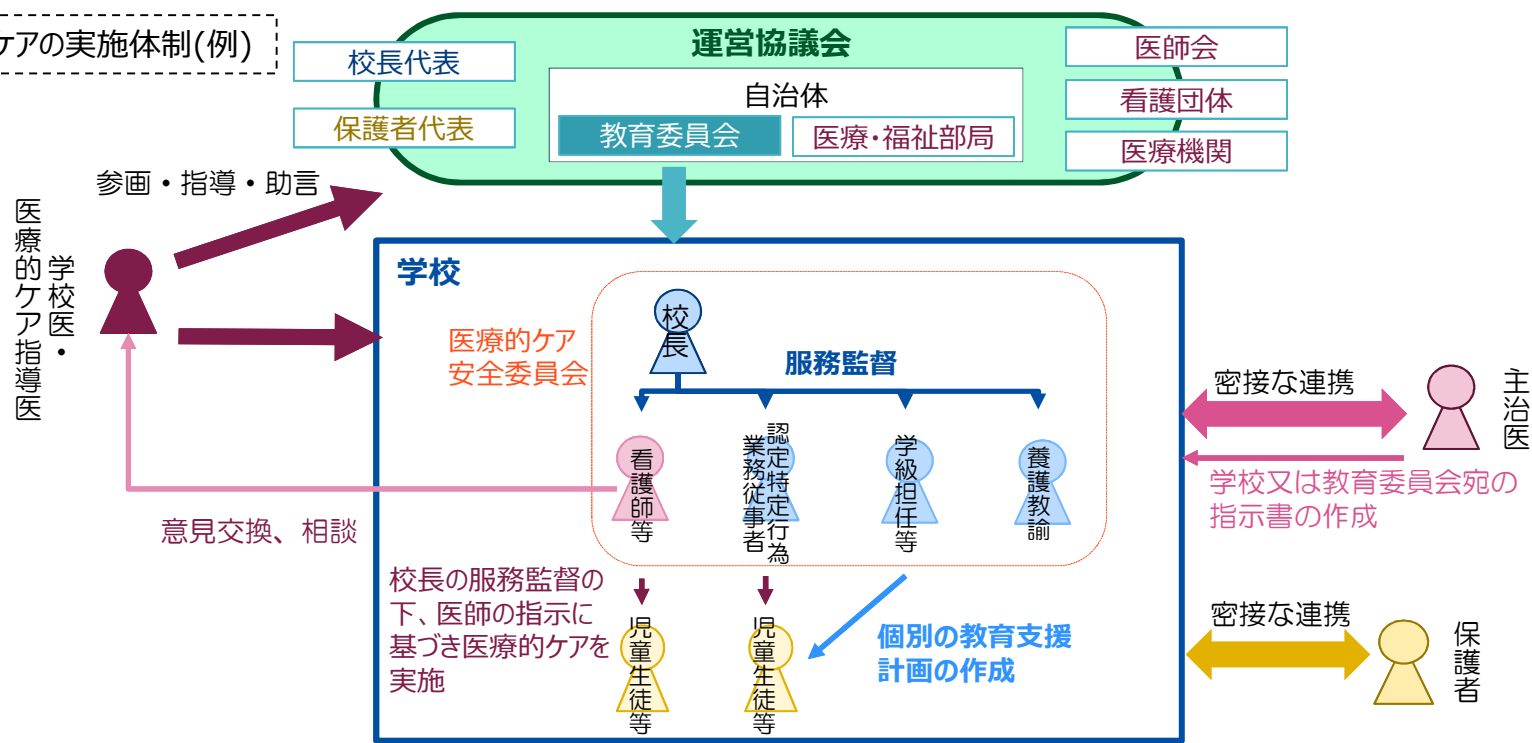 ケアの実施体制(例)
運営協議会
校長代表
保護者代表
自治体
教育委員会
医療・福祉部局
医師会
看護団体
医療機関
参画・指導・助言
学校医・
医療的ケア指導医
学校
医療的ケア
安全委員会
校長
服務監督
看護師等
認定特定行為
業務従事者
学級担任等
養護教諭
意見交換、相談
校長の服務監督の
下、医師の指示に
基づき医療的ケアを
実施
児童生徒等
児童生徒等
個別の教育支援
計画の作成
密接な連携
主治医
学校又は教育委員会宛の
指示書の作成
密接な連携
保護者